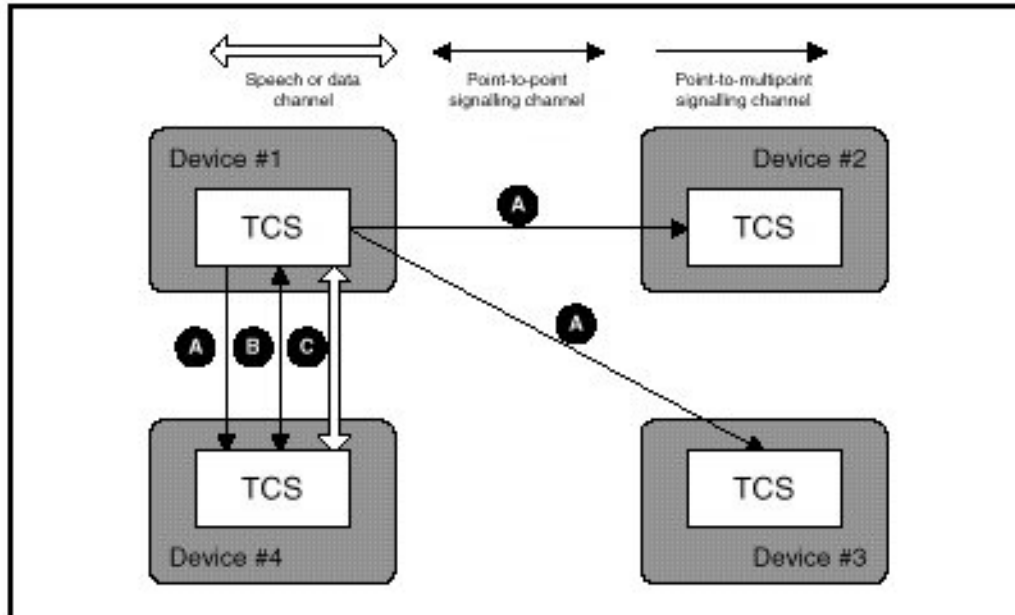 Speech or data
channel
Point-to-point
signalling channel
Point-to-multipoint
signalling channel
Device #1
TCS
Device #2
TCS
A
A
A
B
C
TCS
Device #4
TCS
Device #3